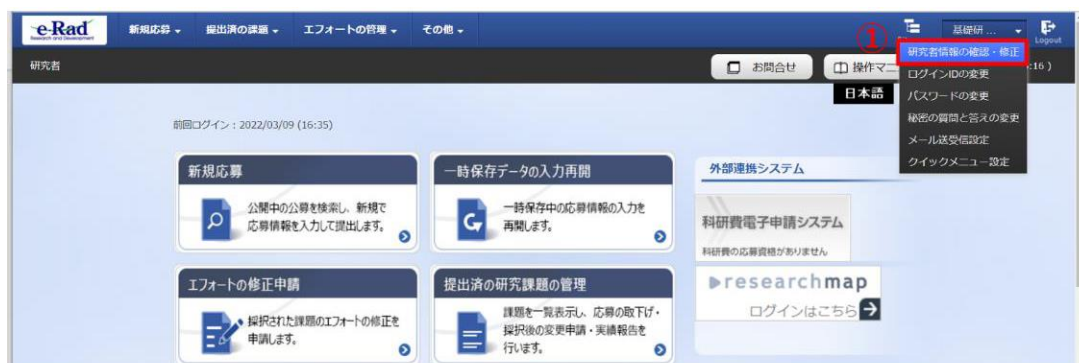 e-Rad
Research and Development
新規応募
提出済の課題
エフォートの管理
その他
①
基礎研 ...
Logout
研究者
お問合せ
操作マニ
:16 )
日本語
研究者情報の確認・修正
ログインIDの変更
パスワードの変更
秘密の質問と答えの変更
メール送受信設定
クイックメニュー設定
前回ログイン：2022/03/09 (16:35)
新規応募
公開中の公募を検索し、新規で
応募情報を入力して提出します。
一時保存データの入力再開
一時保存中の応募情報の入力を
再開します。
外部連携システム
科研費電子申請システム
科研費の応募資格がありません
エフォートの修正申請
採択された課題のエフォートの修正を
申請します。
提出済の研究課題の管理
課題を一覧表示し、応募の取下げ・
採択後の変更申請・実績報告を
行います。
researchmap
ログインはこちら